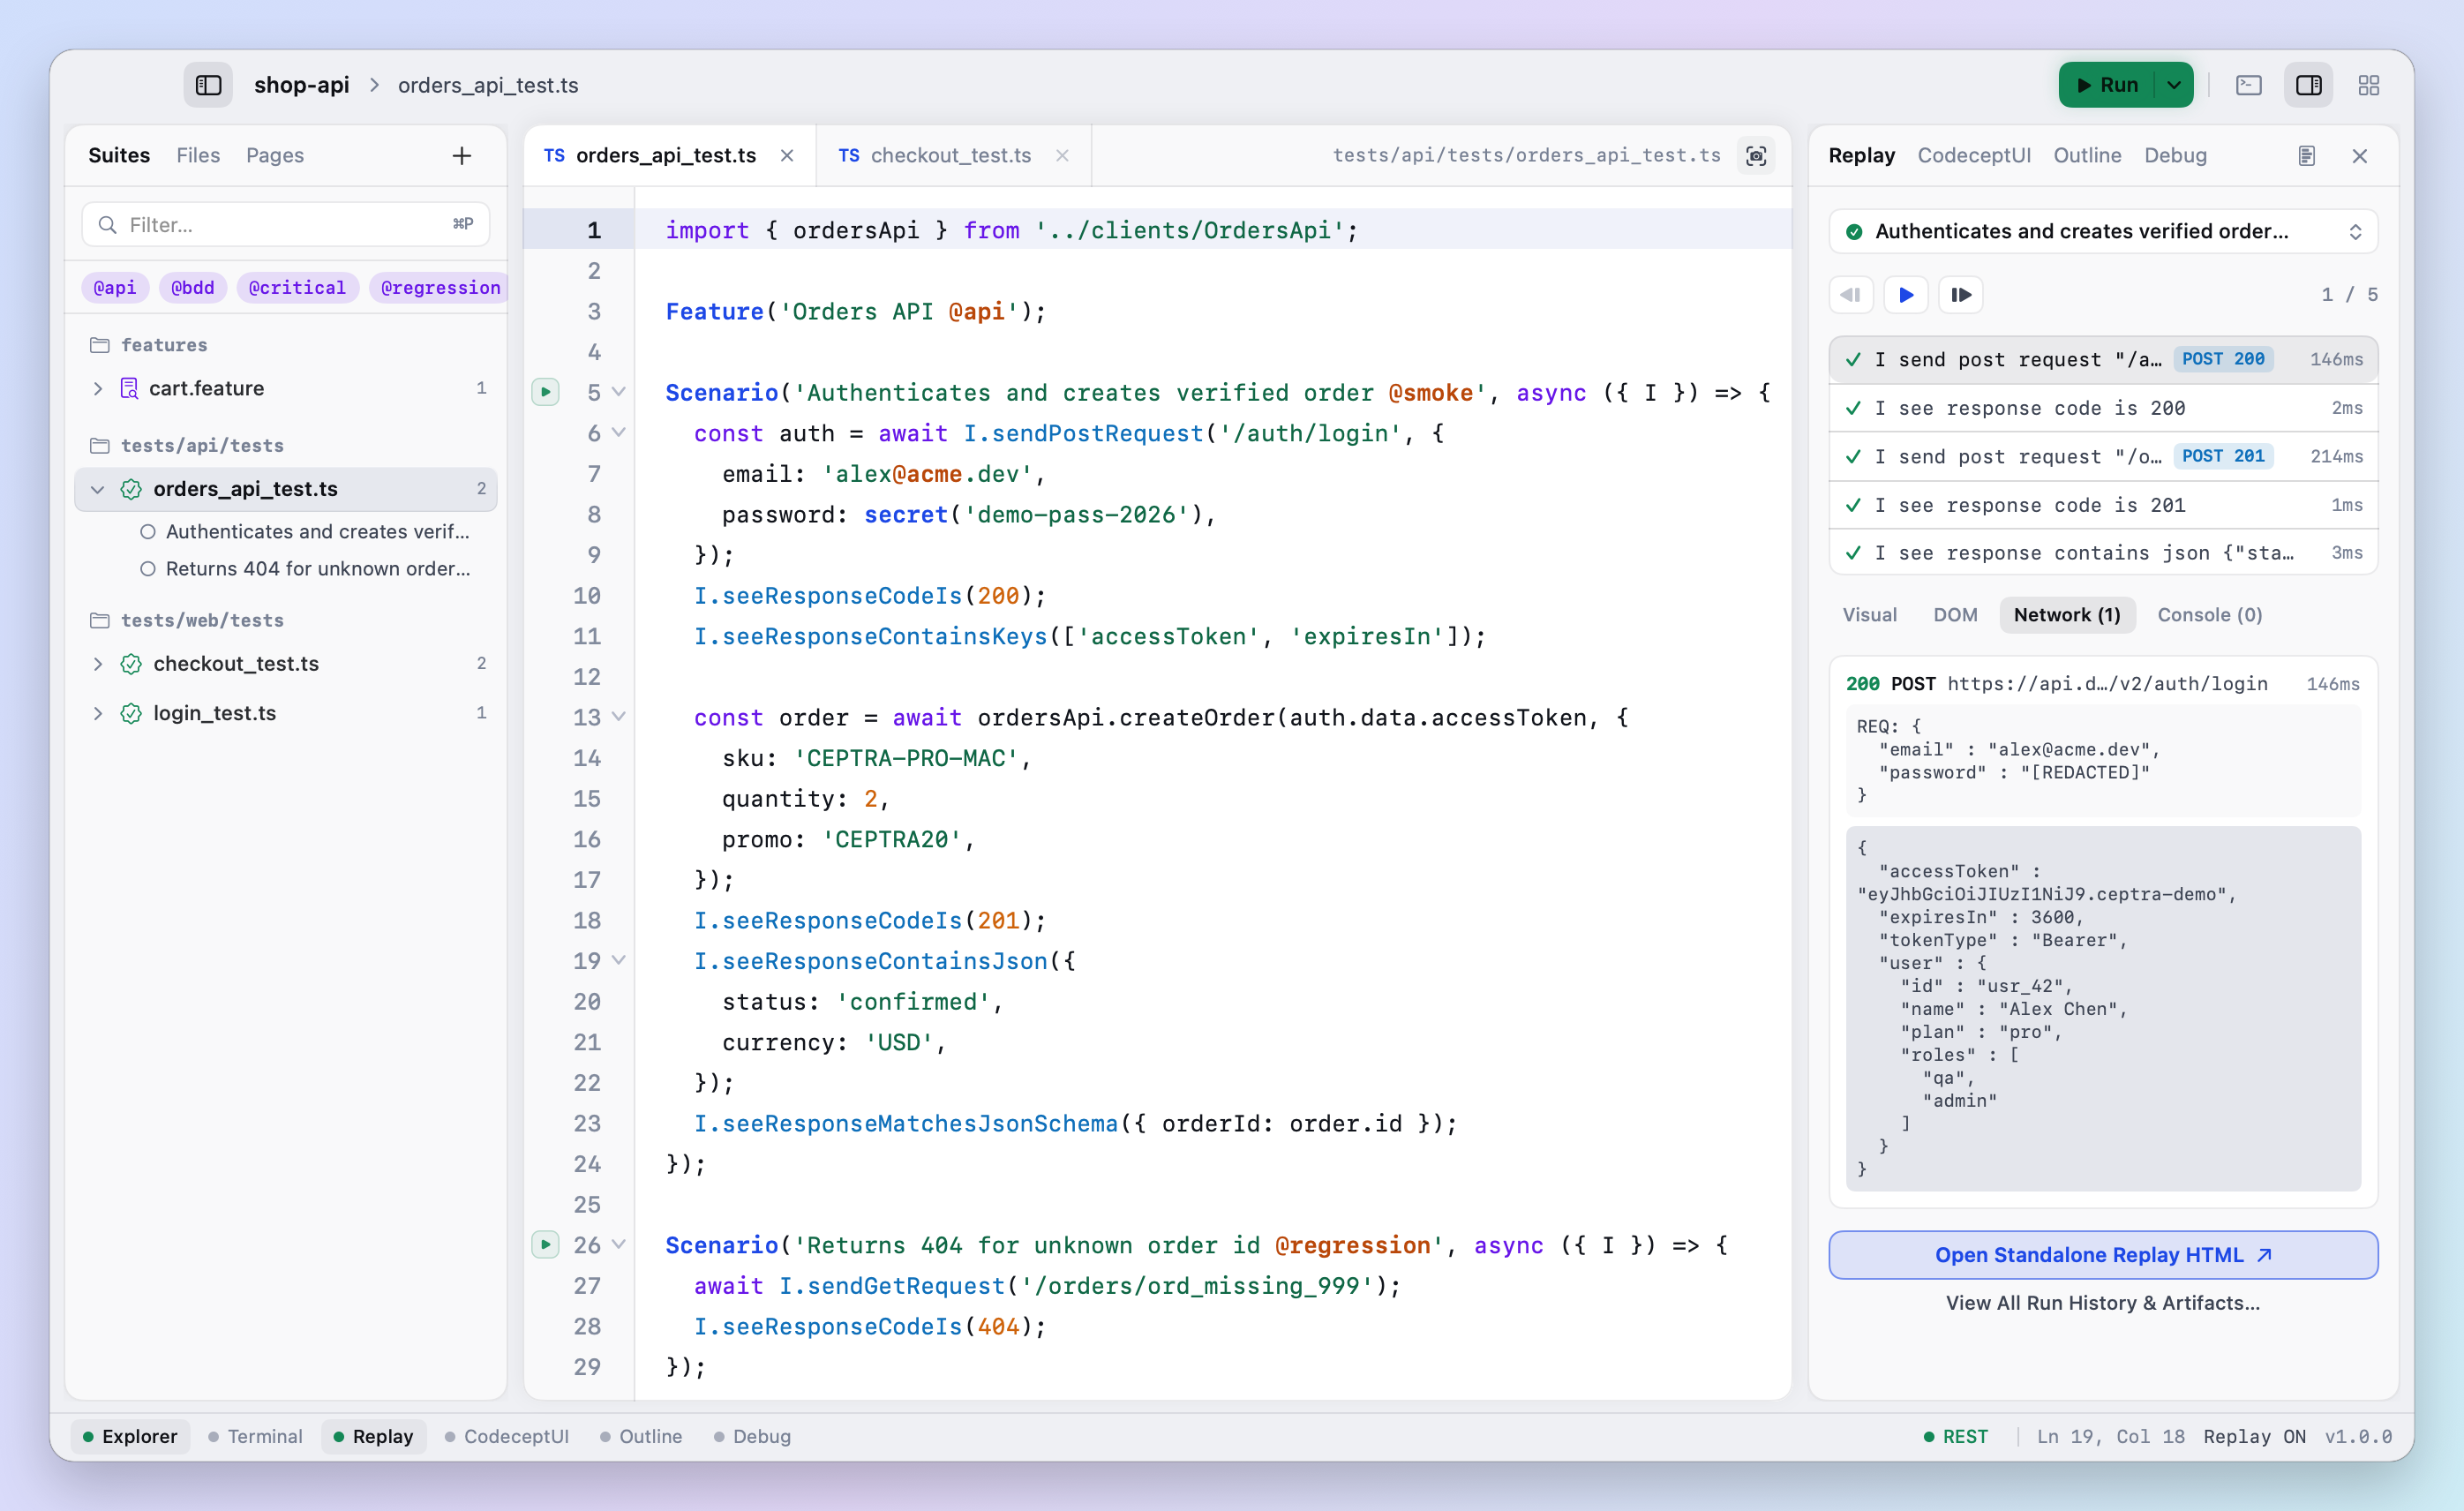 shop-api > orders_api_test.ts
Run
Suites Files Pages +
Filter... ⌘P
@api @bdd @critical @regression
features
cart.feature 1
tests/api/tests
orders_api_test.ts 2
Authenticates and creates verif...
Returns 404 for unknown order...
tests/web/tests
checkout_test.ts 2
login_test.ts 1
TS orders_api_test.ts × TS checkout_test.ts × tests/api/tests/orders_api_test.ts
1 import { ordersApi } from '../clients/OrdersApi';
2
3 Feature('Orders API @api');
4
5 Scenario('Authenticates and creates verified order @smoke', async ({ I }) => {
6 const auth = await I.sendPostRequest('/auth/login', {
7 email: 'alex@acme.dev',
8 password: secret('demo-pass-2026'),
9 });
10 I.seeResponseCodeIs(200);
11 I.seeResponseContainsKeys(['accessToken', 'expiresIn']);
12
13 const order = await ordersApi.createOrder(auth.data.accessToken, {
14 sku: 'CEPTRA-PRO-MAC',
15 quantity: 2,
16 promo: 'CEPTRA20',
17 });
18 I.seeResponseCodeIs(201);
19 I.seeResponseContainsJson({
20 status: 'confirmed',
21 currency: 'USD',
22 });
23 I.seeResponseMatchesJsonSchema({ orderId: order.id });
24 });
25
26 Scenario('Returns 404 for unknown order id @regression', async ({ I }) => {
27 await I.sendGetRequest('/orders/ord_missing_999');
28 I.seeResponseCodeIs(404);
29 });
Replay CodeceptUI Outline Debug
Authenticates and creates verified order...
1 / 5
I send post request "/a… POST 200 146ms
I see response code is 200 2ms
I send post request "/o… POST 201 214ms
I see response code is 201 1ms
I see response contains json {"sta… 3ms
Visual DOM Network (1) Console (0)
200 POST https://api.d…/v2/auth/login 146ms
REQ: {
"email" : "alex@acme.dev",
"password" : "[REDACTED]"
}
{
"accessToken" :
"eyJhbGciOiJIUzI1NiJ9.ceptra-demo",
"expiresIn" : 3600,
"tokenType" : "Bearer",
"user" : {
"id" : "usr_42",
"name" : "Alex Chen",
"plan" : "pro",
"roles" : [
"qa",
"admin"
]
}
}
Open Standalone Replay HTML ↗
View All Run History & Artifacts...
Explorer Terminal Replay CodeceptUI Outline Debug
REST Ln 19, Col 18 Replay ON v1.0.0